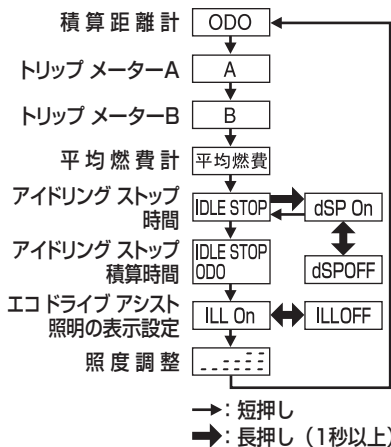 積算距離計 ODO
トリップ メーターA A
トリップ メーターB B
平均燃費計 平均燃費
アイドリング ストップ
時間
IDLE STOP dSP On
dSPOFF
アイドリング ストップ
積算時間
IDLE STOP
ODO
エコ ドライブ アシスト
照明の表示設定
ILL On ILLOFF
照度調整
→：短押し
➡：長押し（1秒以上）